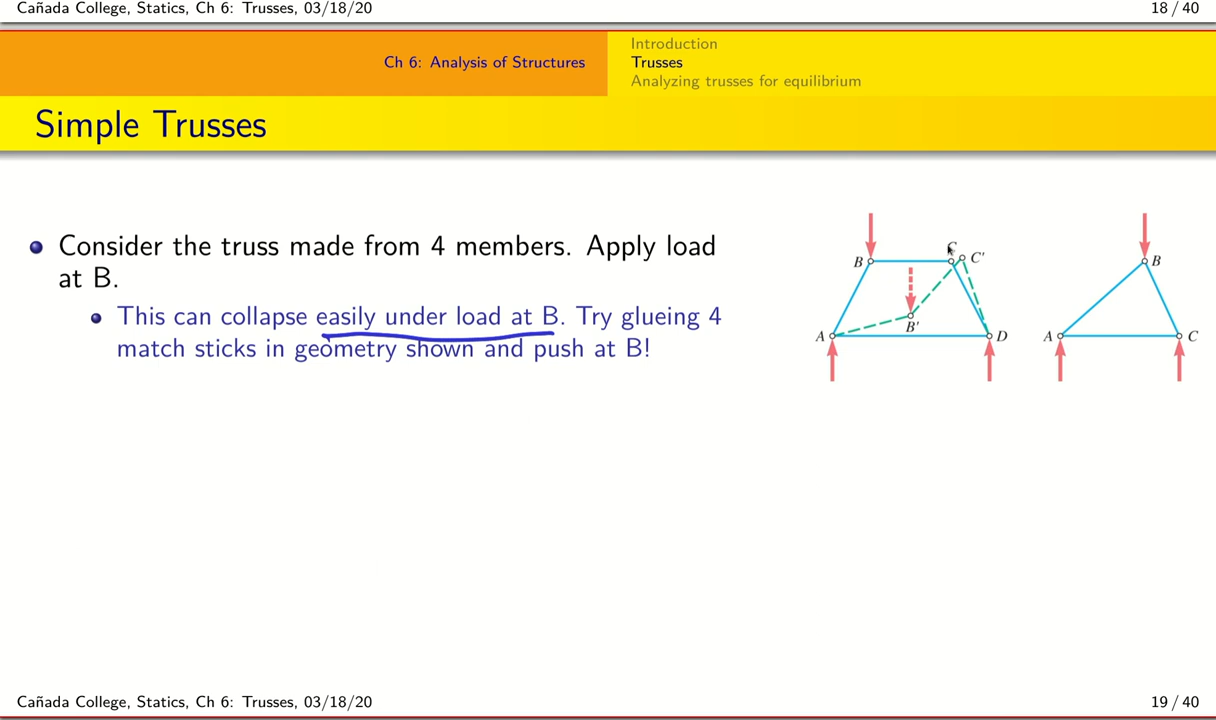 Cañada College, Statics, Ch 6: Trusses, 03/18/20 18 / 40
Introduction
Ch 6: Analysis of Structures Trusses
Analyzing trusses for equilibrium
Simple Trusses
Consider the truss made from 4 members. Apply load
at B.
This can collapse easily under load at B. Try glueing 4
match sticks in geometry shown and push at B!
B C C'
B'
A D
B
A C
Cañada College, Statics, Ch 6: Trusses, 03/18/20 19 / 40